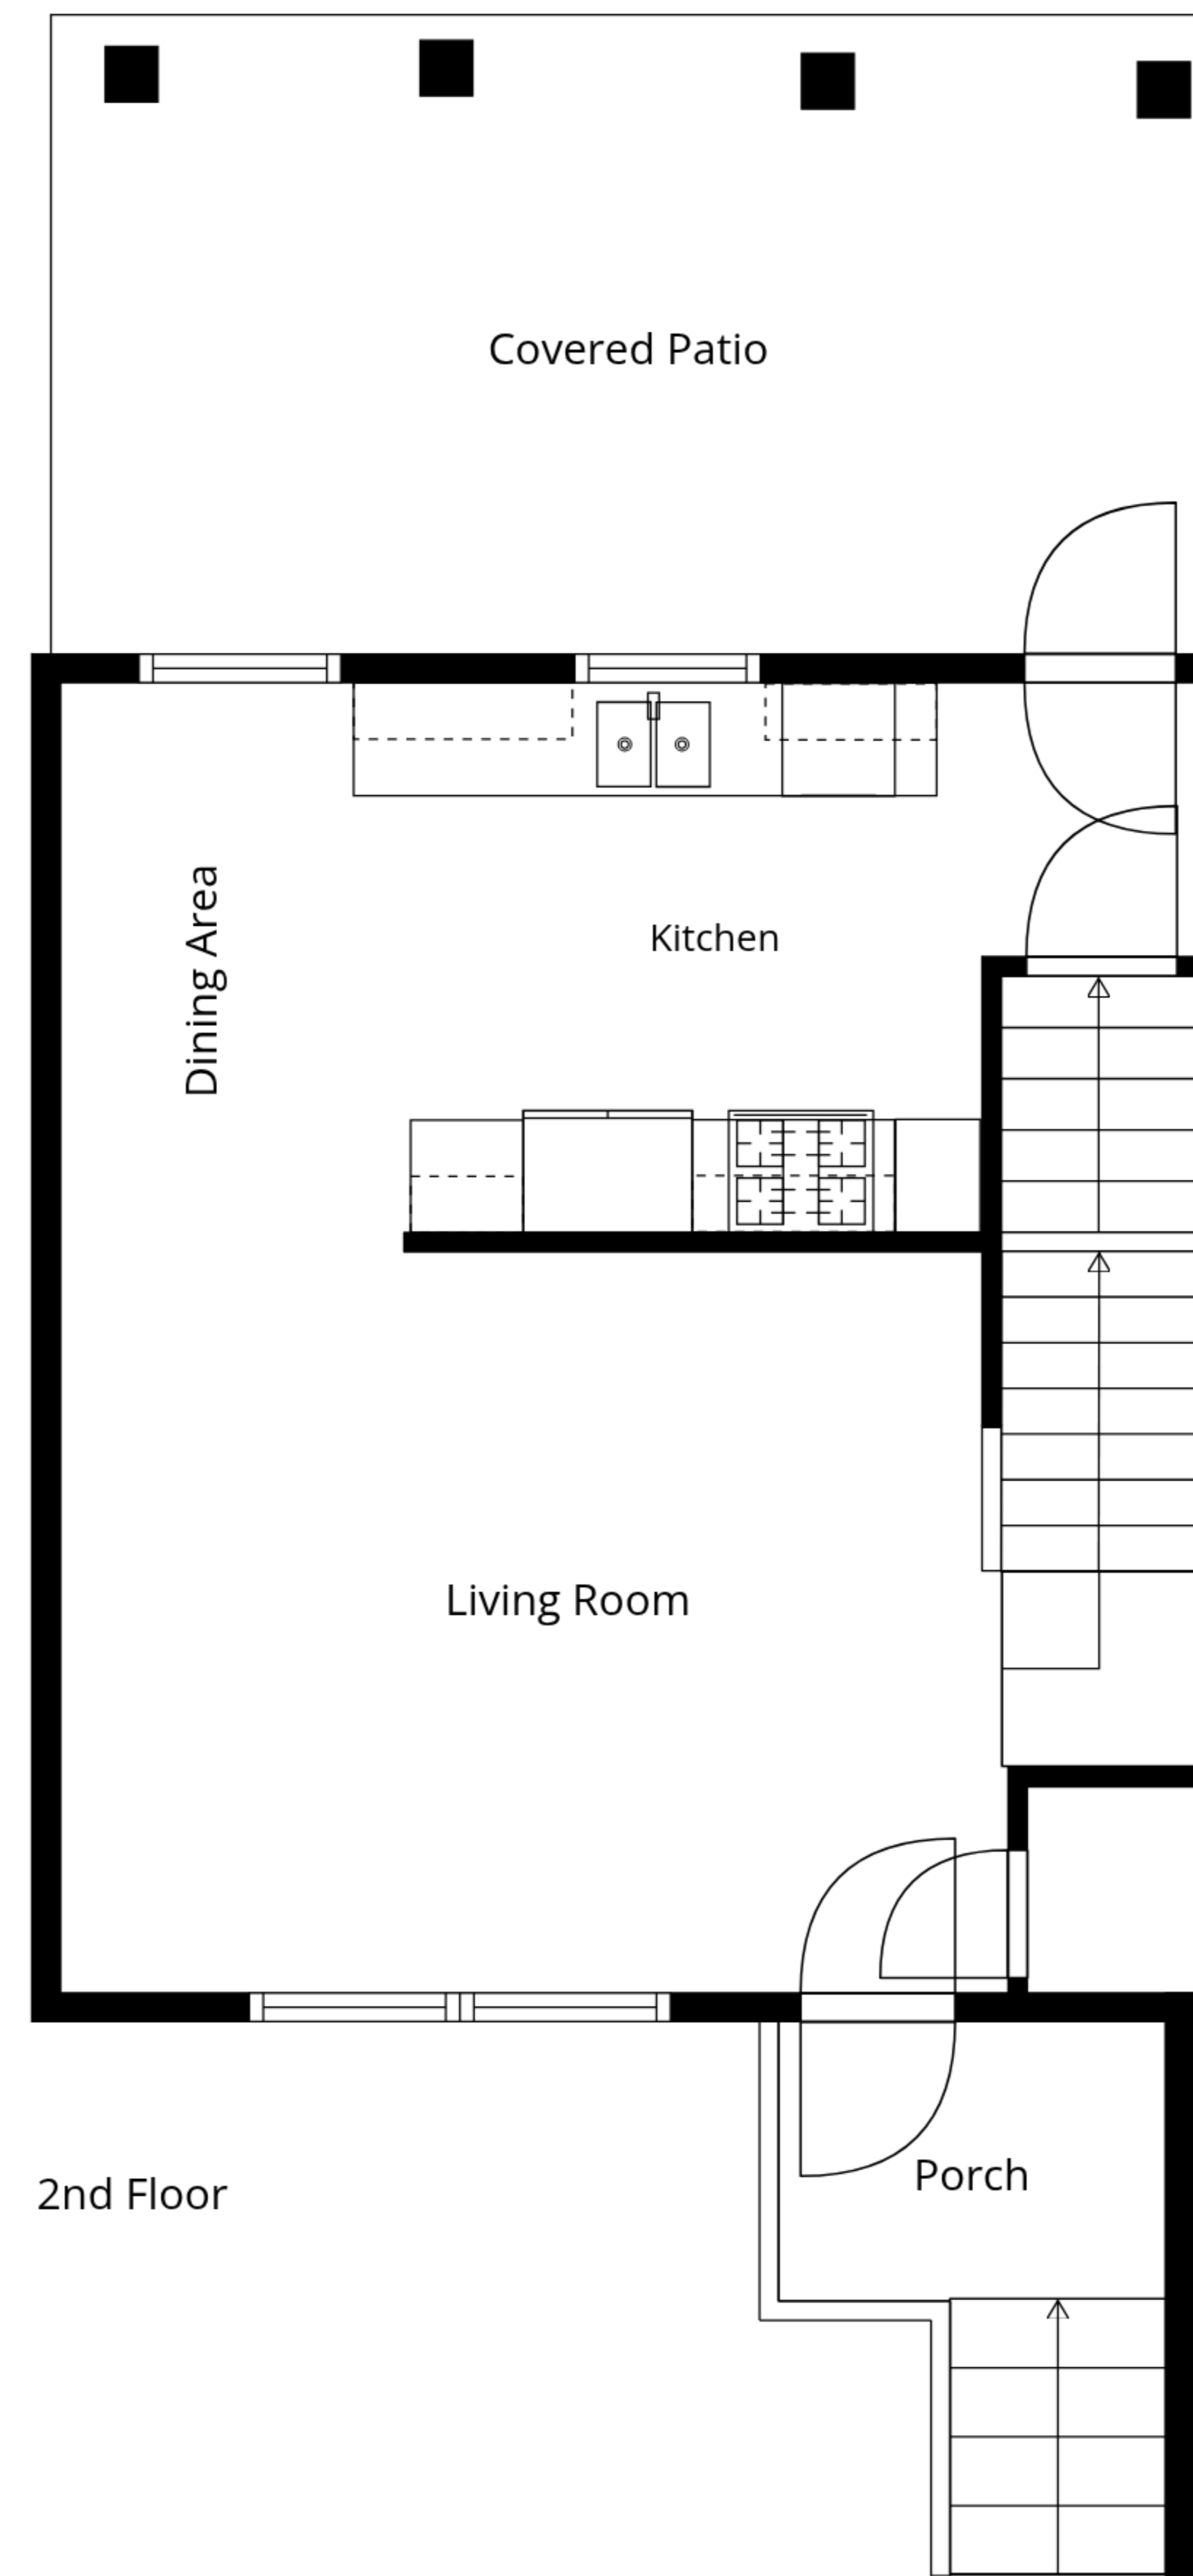 Covered Patio
Dining Area
Kitchen
Living Room
Porch
2nd Floor